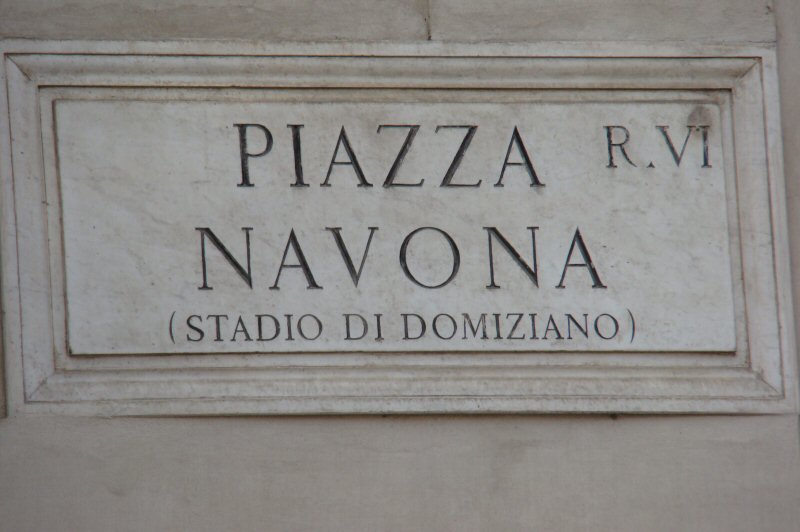 PIAZZA R.VI
NAVONA
(STADIO DI DOMIZIANO)